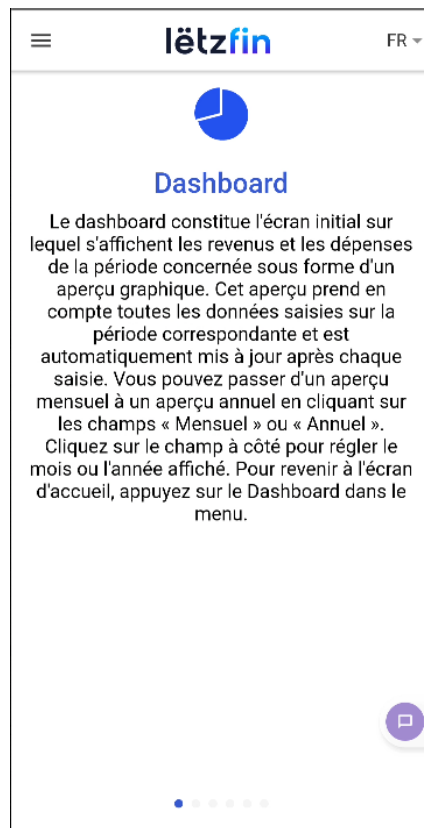 lëtzfin
FR
Dashboard
Le dashboard constitue l'écran initial sur
lequel s'affichent les revenus et les dépenses
de la période concernée sous forme d'un
aperçu graphique. Cet aperçu prend en
compte toutes les données saisies sur la
période correspondante et est
automatiquement mis à jour après chaque
saisie. Vous pouvez passer d'un aperçu
mensuel à un aperçu annuel en cliquant sur
les champs « Mensuel » ou « Annuel ».
Cliquez sur le champ à côté pour régler le
mois ou l'année affiché. Pour revenir à l'écran
d'accueil, appuyez sur le Dashboard dans le
menu.